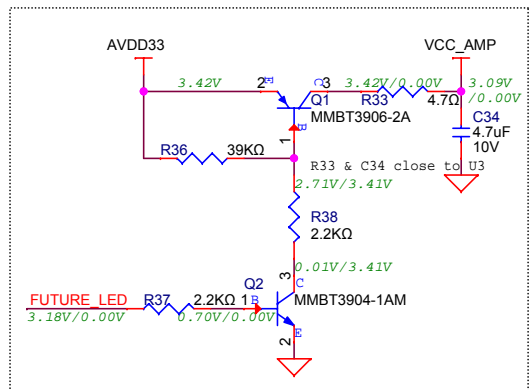 AVDD33
VCC_AMP
3.42V
2
E
C
3
3.42V/0.00V
3.09V
/0.00V
Q1
R33
4.7Ω
MMBT3906-2A
C34
4.7uF
10V
B
1
R36
39KΩ
R33 & C34 close to U3
2.71V/3.41V
R38
2.2KΩ
0.01V/3.41V
Q2
3
C
MMBT3904-1AM
FUTURE_LED
R37
2.2KΩ
1
B
3.18V/0.00V
0.70V/0.00V
E
2